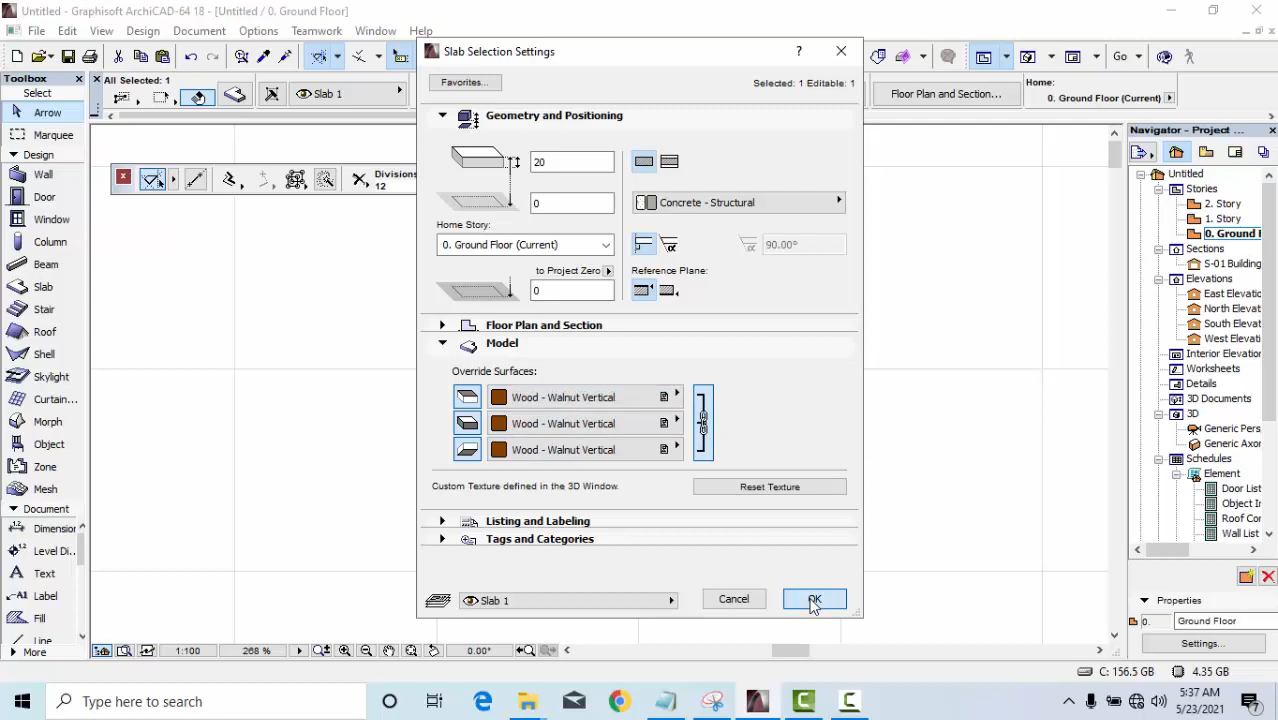 Untitled - Graphisoft ArchiCAD-64 18 - [Untitled / 0. Ground Floor]
File Edit View Design Document Options Teamwork Window Help
Go
Toolbox
Select
Arrow
Marquee
Design
Wall
Door
Window
Column
Beam
Slab
Stair
Roof
Shell
Skylight
Curtain...
Morph
Object
Zone
Mesh
Document
Dimension
Level Di...
Text
Label
Fill
Line
More
All Selected: 1
Slab 1
Divisions
12
Slab Selection Settings
?
Favorites...
Selected: 1 Editable: 1
Geometry and Positioning
20
0
Concrete - Structural
Home Story:
0. Ground Floor (Current)
90.00°
to Project Zero
Reference Plane:
0
Floor Plan and Section
Model
Override Surfaces:
Wood - Walnut Vertical
Wood - Walnut Vertical
Wood - Walnut Vertical
Custom Texture defined in the 3D Window.
Reset Texture
Listing and Labeling
Tags and Categories
Slab 1
Cancel
OK
Floor Plan and Section...
Home:
0. Ground Floor (Current)
Navigator - Project ...
Untitled
Stories
2. Story
1. Story
0. Ground F
Sections
S-01 Building
Elevations
East Elevatio
North Elevati
South Elevati
West Elevatio
Interior Elevation
Worksheets
Details
3D Documents
3D
Generic Pers
Generic Axon
Schedules
Element
Door List
Object In
Roof Con
Wall List
Properties
0.
Ground Floor
Settings...
1:100
268 %
0.00°
C: 156.5 GB
4.35 GB
Type here to search
5:37 AM
5/23/2021
7